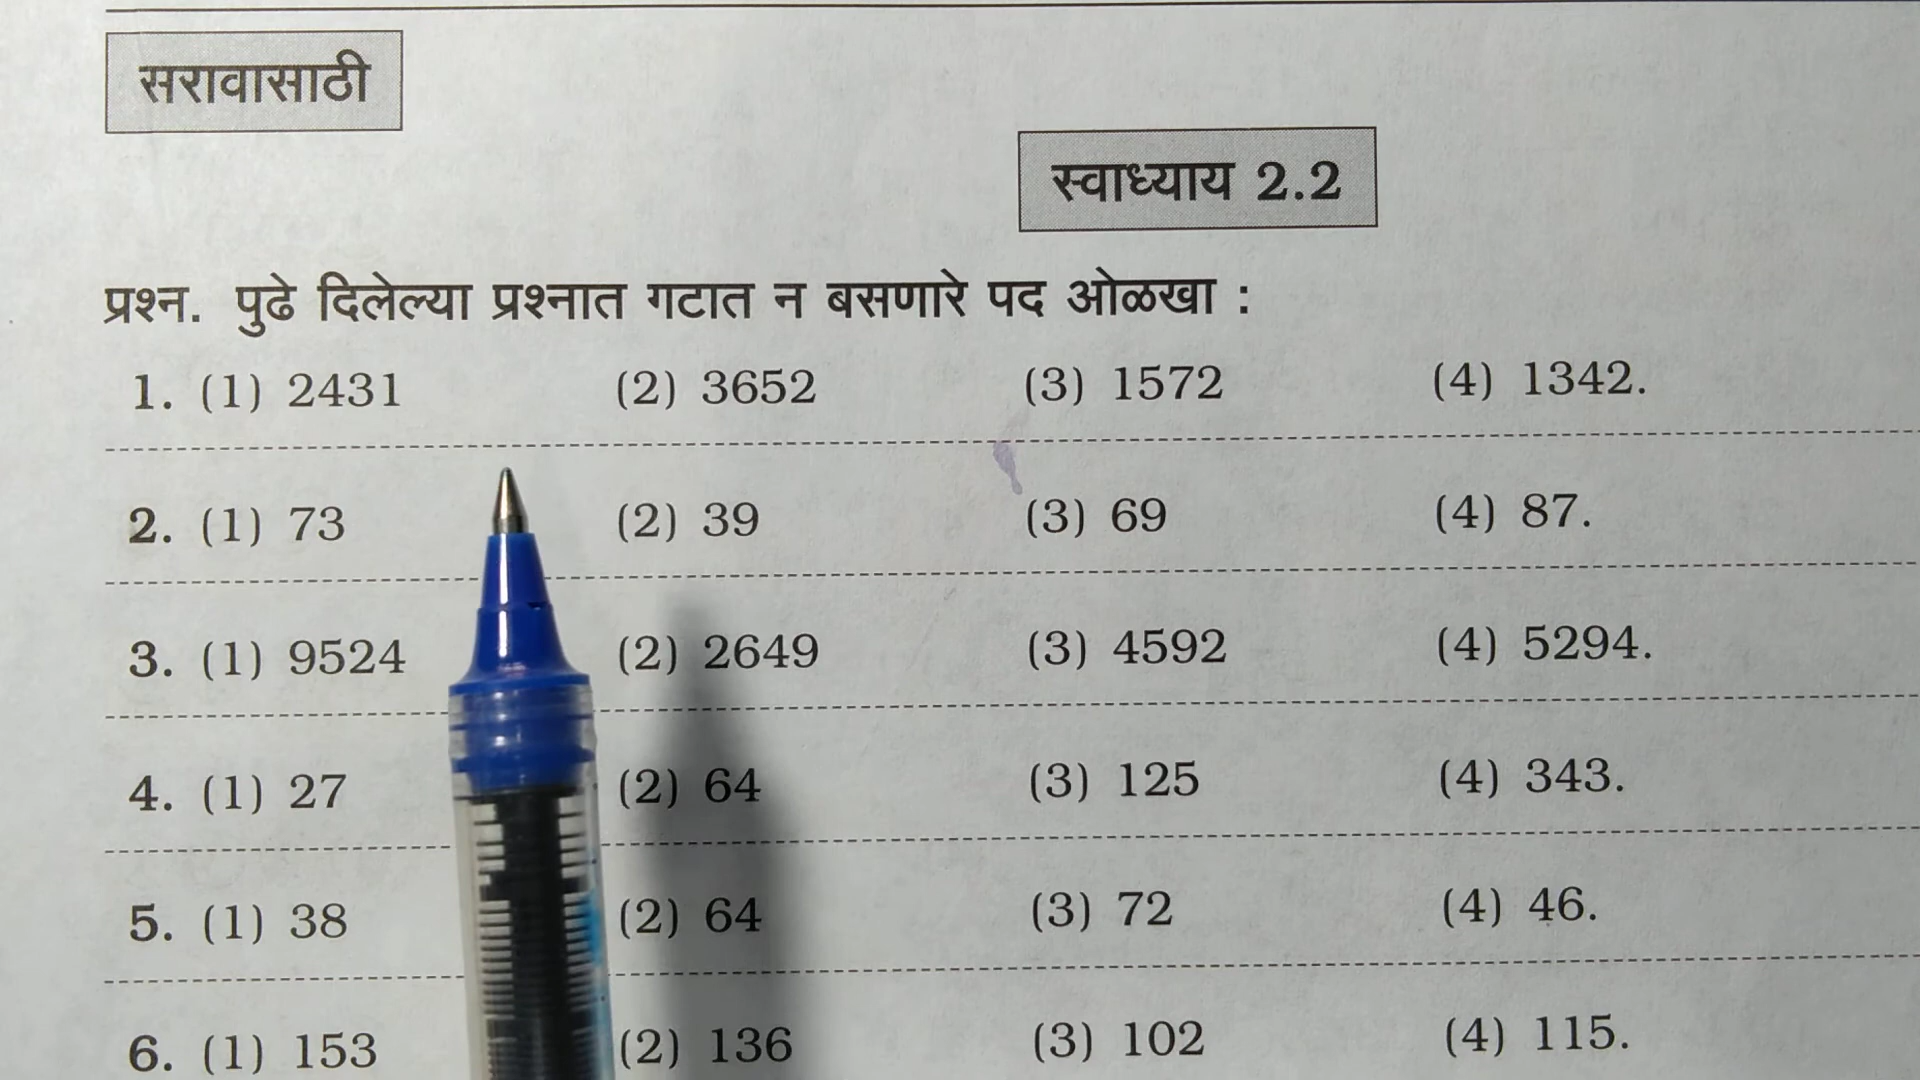 सरावासाठी
स्वाध्याय 2.2
प्रश्न. पुढे दिलेल्या प्रश्नात गटात न बसणारे पद ओळखा :
1. (1) 2431 (2) 3652 (3) 1572 (4) 1342.
2. (1) 73 (2) 39 (3) 69 (4) 87.
3. (1) 9524 (2) 2649 (3) 4592 (4) 5294.
4. (1) 27 (2) 64 (3) 125 (4) 343.
5. (1) 38 (2) 64 (3) 72 (4) 46.
6. (1) 153 (2) 136 (3) 102 (4) 115.